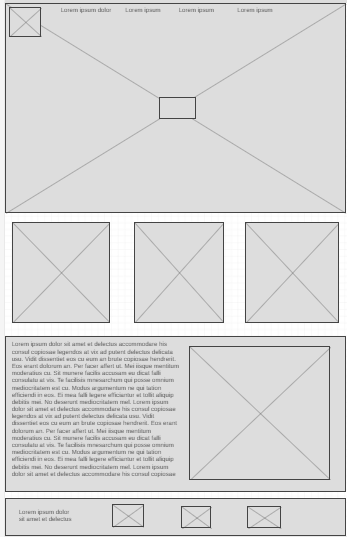 Lorem ipsum dolor
Lorem ipsum
Lorem ipsum
Lorem ipsum
Lorem ipsum dolor sit amet et delectus accommodare his
consul copiosae legendos at vix ad putent delectus delicata
usu. Vidit dissentiet eos cu eum an brute copiosae hendrerit.
Eos erant dolorum an. Per facer affert ut. Mei iisque mentitum
moderatius cu. Sit munere facilis accusam eu dicat falli
consulatu at vis. Te facilisis mnesarchum qui posse omnium
mediocritatem est cu. Modus argumentum ne qui tation
efficiendi in eos. Ei mea falli legere efficiantur et tollit aliquip
debitis mei. No deserunt mediocritatem mel. Lorem ipsum
dolor sit amet et delectus accommodare his consul copiosae
legendos at vix ad putent delectus delicata usu. Vidit
dissentiet eos cu eum an brute copiosae hendrerit. Eos erant
dolorum an. Per facer affert ut. Mei iisque mentitum
moderatius cu. Sit munere facilis accusam eu dicat falli
consulatu at vis. Te facilisis mnesarchum qui posse omnium
mediocritatem est cu. Modus argumentum ne qui tation
efficiendi in eos. Ei mea falli legere efficiantur et tollit aliquip
debitis mei. No deserunt mediocritatem mel. Lorem ipsum
dolor sit amet et delectus accommodare his consul copiosae
Lorem ipsum dolor
sit amet et delectus